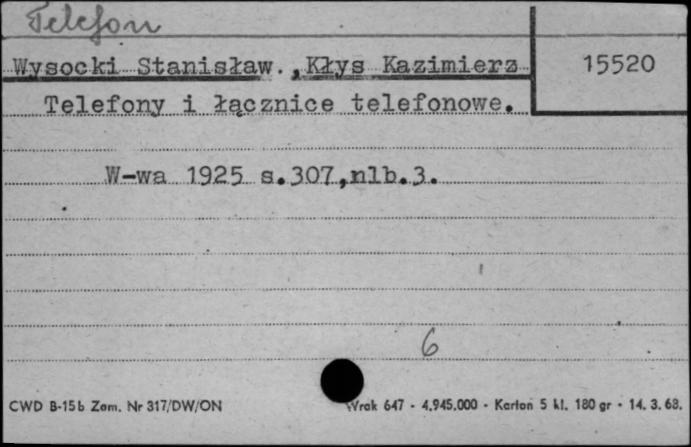 Telefon
Wysocki Stanisław., Kłys Kazimierz
15520
Telefony i łącznice telefonowe.
W-wa 1925 s.307,nlb.3.
6
CWD B-15b Zam. Nr 317/DW/ON
Wrak 647 - 4.945.000 - Karton 5 kl. 180 gr - 14. 3. 68.